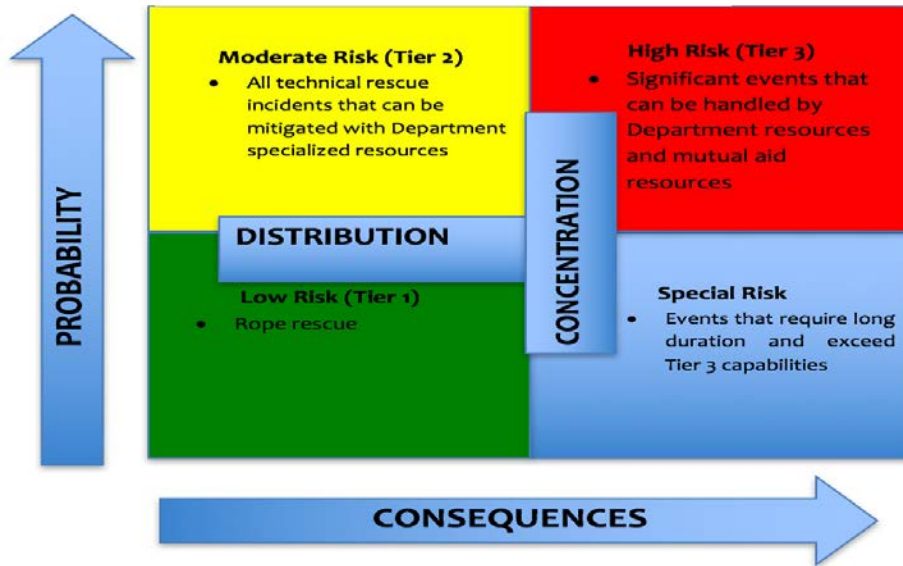 PROBABILITY
Moderate Risk (Tier 2)
• All technical rescue
incidents that can be
mitigated with Department
specialized resources
High Risk (Tier 3)
• Significant events that
can be handled by
Department resources
and mutual aid
resources
DISTRIBUTION
CONCENTRATION
Low Risk (Tier 1)
• Rope rescue
Special Risk
• Events that require long
duration and exceed
Tier 3 capabilities
CONSEQUENCES